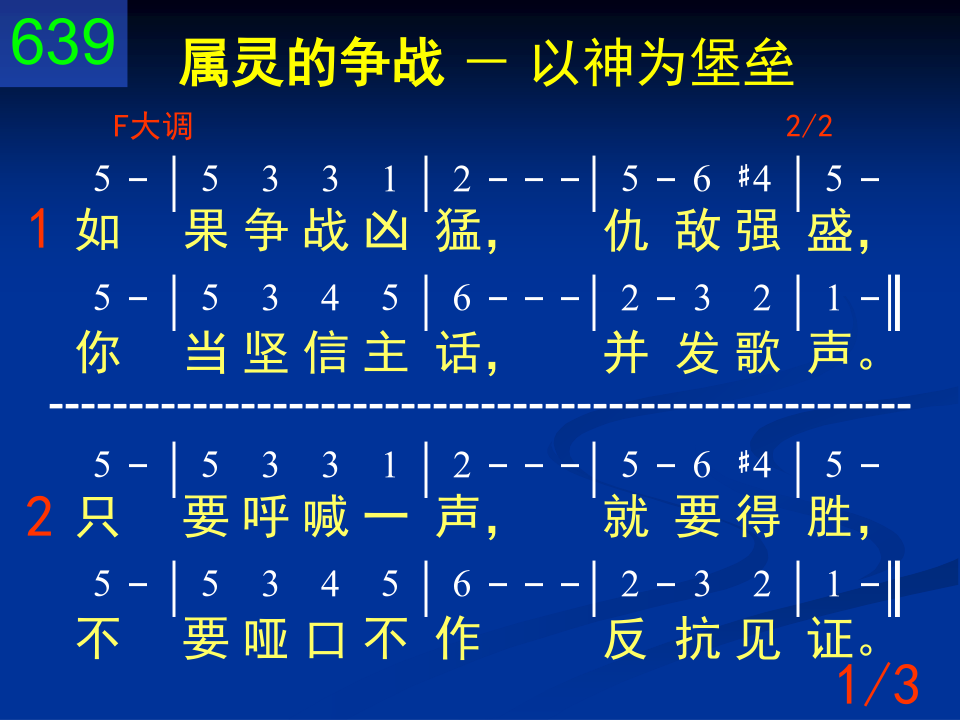 639
属灵的争战 － 以神为堡垒
F大调 2/2
5 – | 5 3 3 1 | 2 – – – | 5 – 6 #4 | 5 –
1 如 果争战凶 猛, 仇 敌强 盛,
5 – | 5 3 4 5 | 6 – – – | 2 – 3 2 | 1 – ‖
你 当坚信主 话, 并 发歌 声。
------------------------------------------------------
5 – | 5 3 3 1 | 2 – – – | 5 – 6 #4 | 5 –
2 只 要呼喊一 声, 就 要得 胜,
5 – | 5 3 4 5 | 6 – – – | 2 – 3 2 | 1 – ‖
不 要哑口不 作 反 抗见 证。
1/3